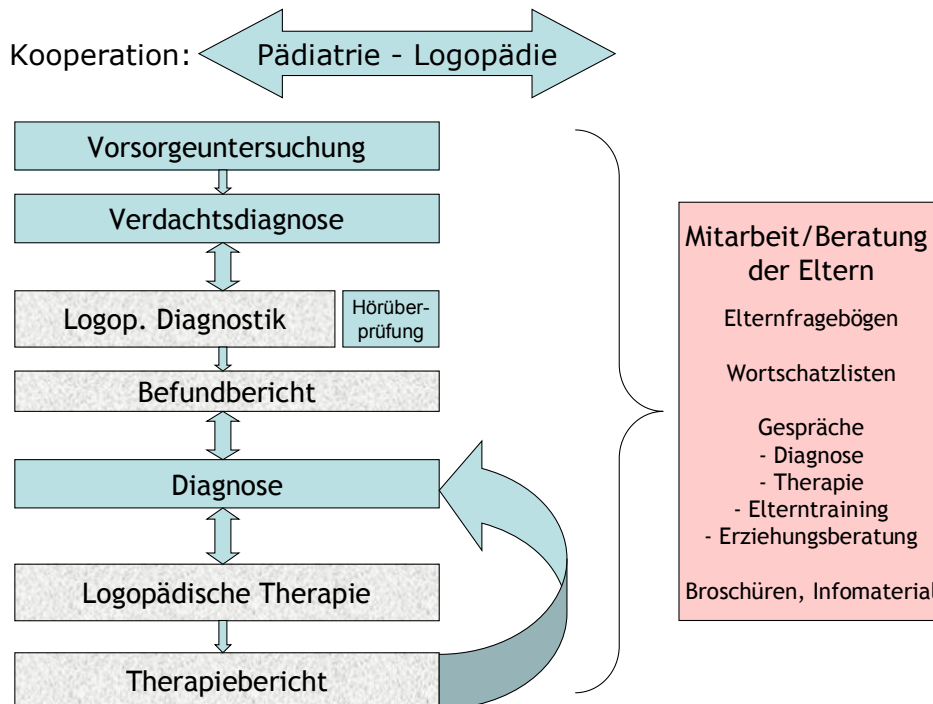 Kooperation: Pädiatrie - Logopädie
Vorsorgeuntersuchung
Verdachtsdiagnose
Logop. Diagnostik
Hörüber-
prüfung
Befundbericht
Diagnose
Logopädische Therapie
Therapiebericht
Mitarbeit/Beratung
der Eltern
Elternfragebögen
Wortschatzlisten
Gespräche
- Diagnose
- Therapie
- Elterntraining
- Erziehungsberatung
Broschüren, Infomaterial